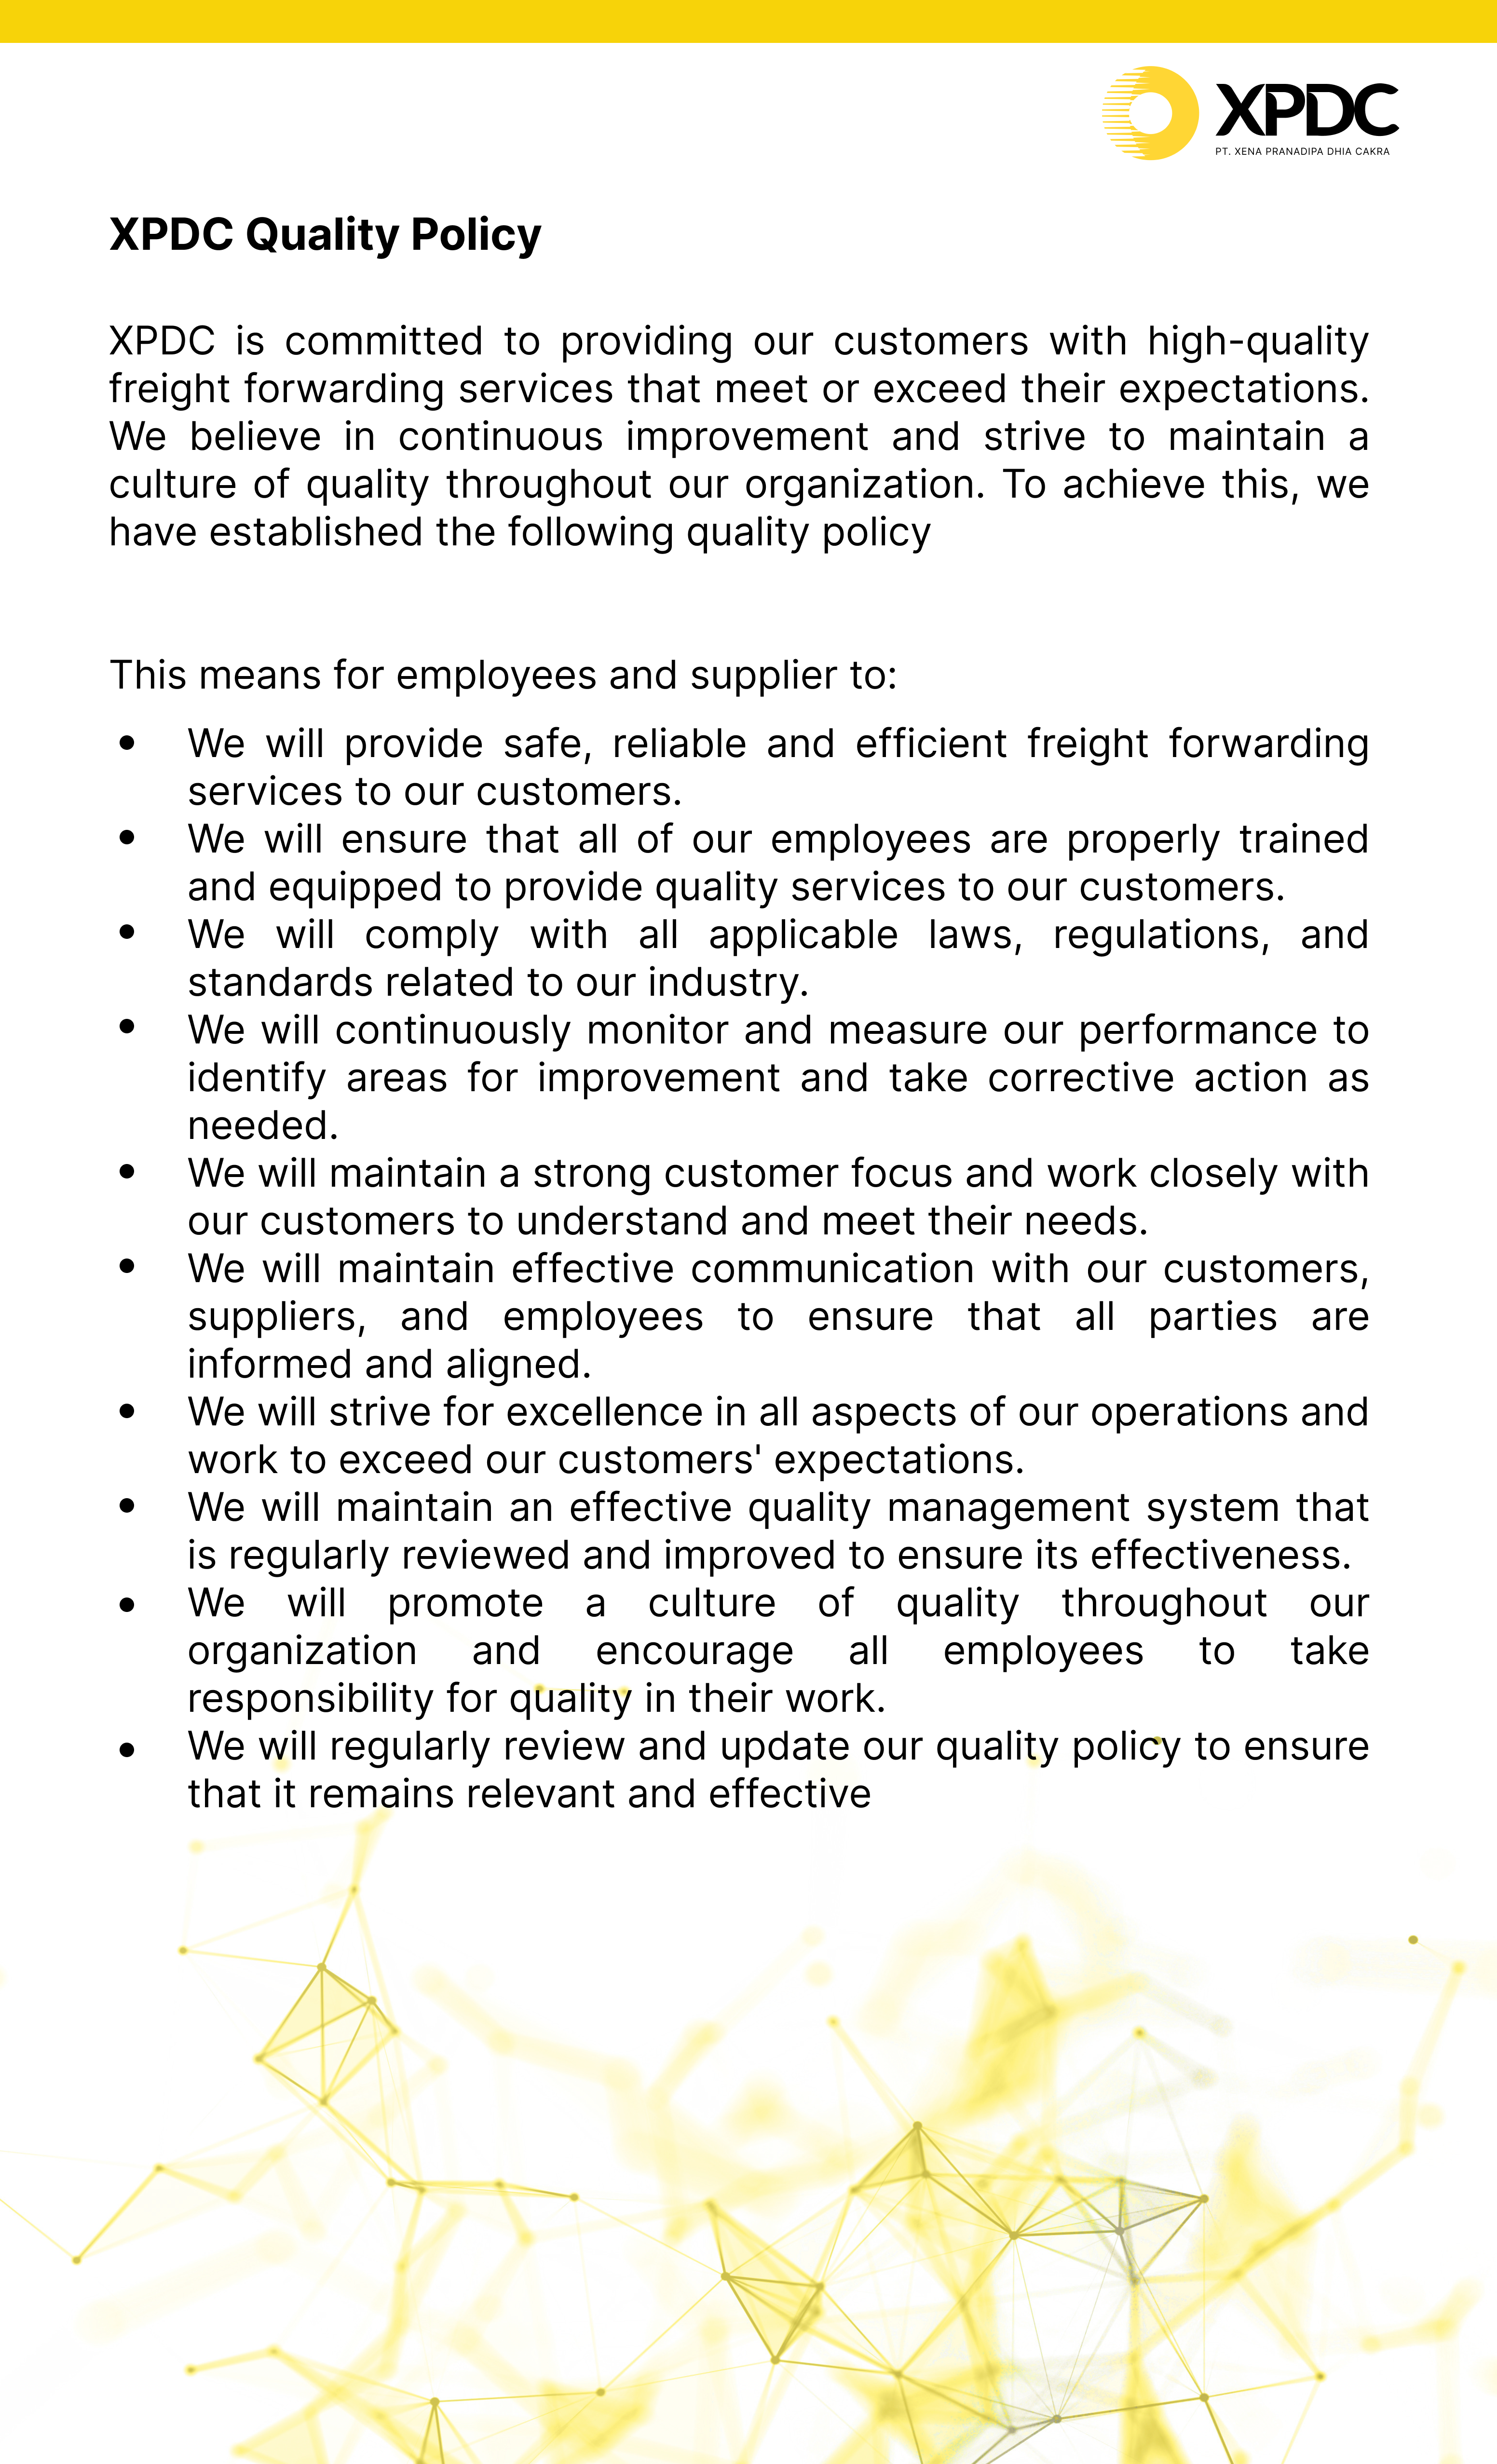 XPDC
PT. XENA PRANADIPA DHIA CAKRA
XPDC Quality Policy
XPDC is committed to providing our customers with high-quality
freight forwarding services that meet or exceed their expectations.
We believe in continuous improvement and strive to maintain a
culture of quality throughout our organization. To achieve this, we
have established the following quality policy
This means for employees and supplier to:
• We will provide safe, reliable and efficient freight forwarding
services to our customers.
• We will ensure that all of our employees are properly trained
and equipped to provide quality services to our customers.
• We will comply with all applicable laws, regulations, and
standards related to our industry.
• We will continuously monitor and measure our performance to
identify areas for improvement and take corrective action as
needed.
• We will maintain a strong customer focus and work closely with
our customers to understand and meet their needs.
• We will maintain effective communication with our customers,
suppliers, and employees to ensure that all parties are
informed and aligned.
• We will strive for excellence in all aspects of our operations and
work to exceed our customers' expectations.
• We will maintain an effective quality management system that
is regularly reviewed and improved to ensure its effectiveness.
• We will promote a culture of quality throughout our
organization and encourage all employees to take
responsibility for quality in their work.
• We will regularly review and update our quality policy to ensure
that it remains relevant and effective